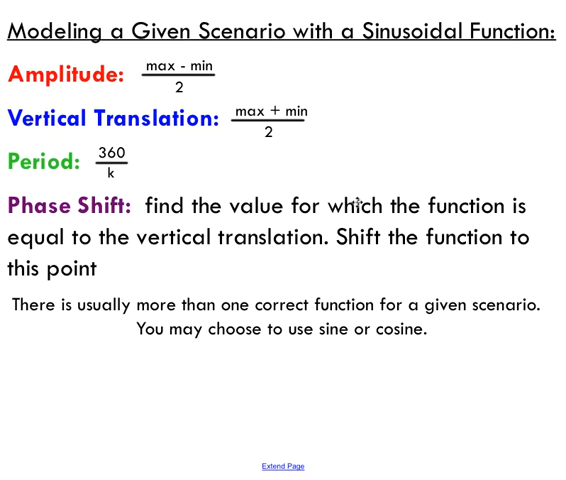 Modeling a Given Scenario with a Sinusoidal Function:
Amplitude: max - min
2
Vertical Translation: max + min
2
Period: 360
k
Phase Shift: find the value for which the function is
equal to the vertical translation. Shift the function to
this point
There is usually more than one correct function for a given scenario.
You may choose to use sine or cosine.
Extend Page